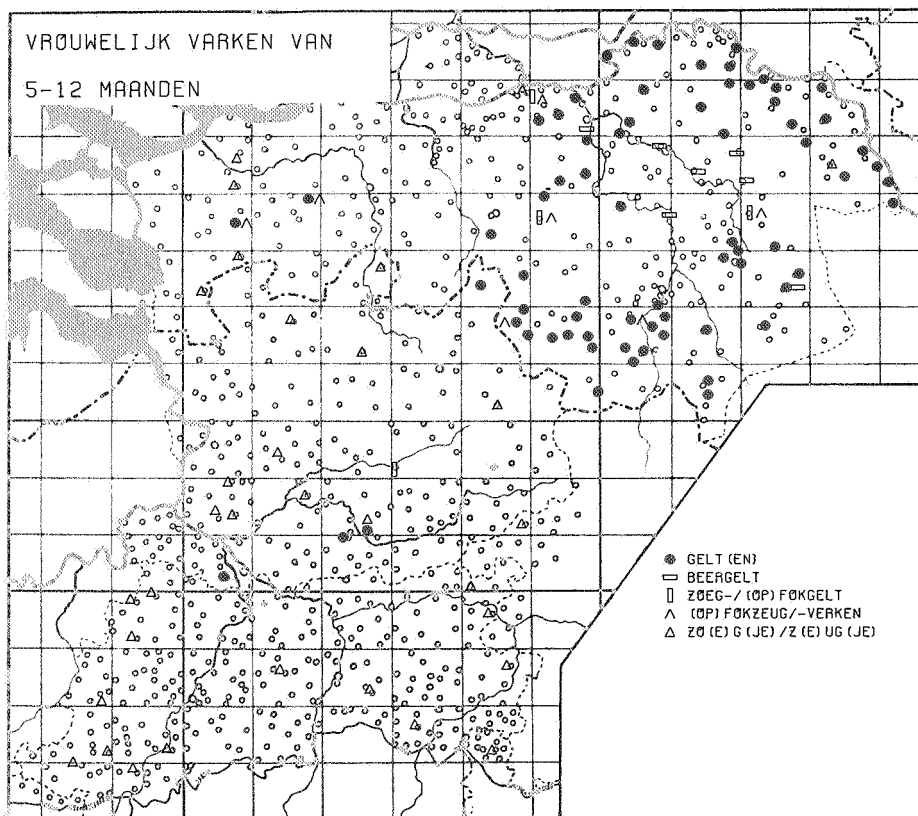 VROUWELIJK VARKEN VAN
5-12 MAANDEN
GELT (EN)
BEERGELT
ZOEG-/ (OP) FOKGELT
(OP) FOKZEUG/-VERKEN
ZO (E) G (JE) /Z (E) UG (JE)